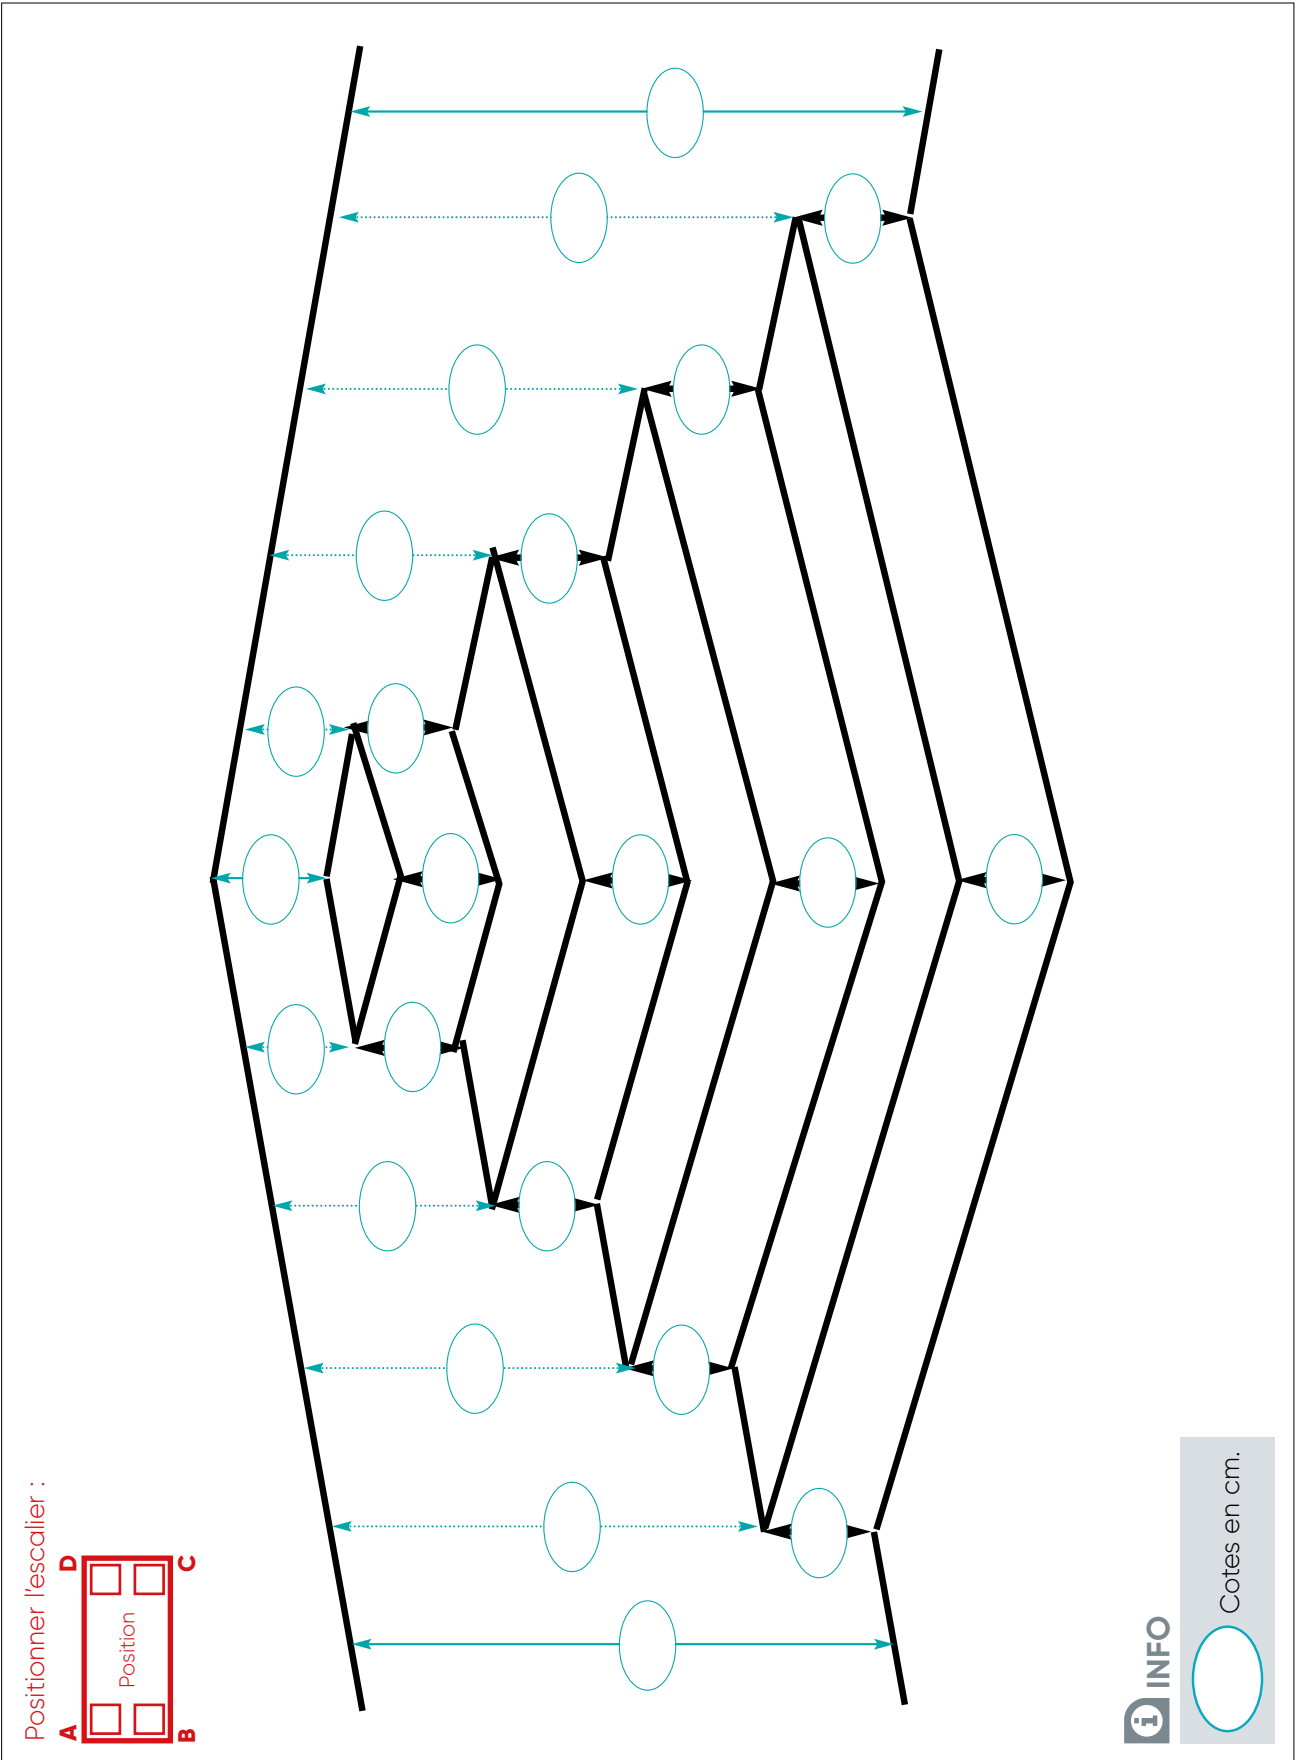 Positionner l'escalier :
A
D
Position
B
C
i INFO
Cotes en cm.